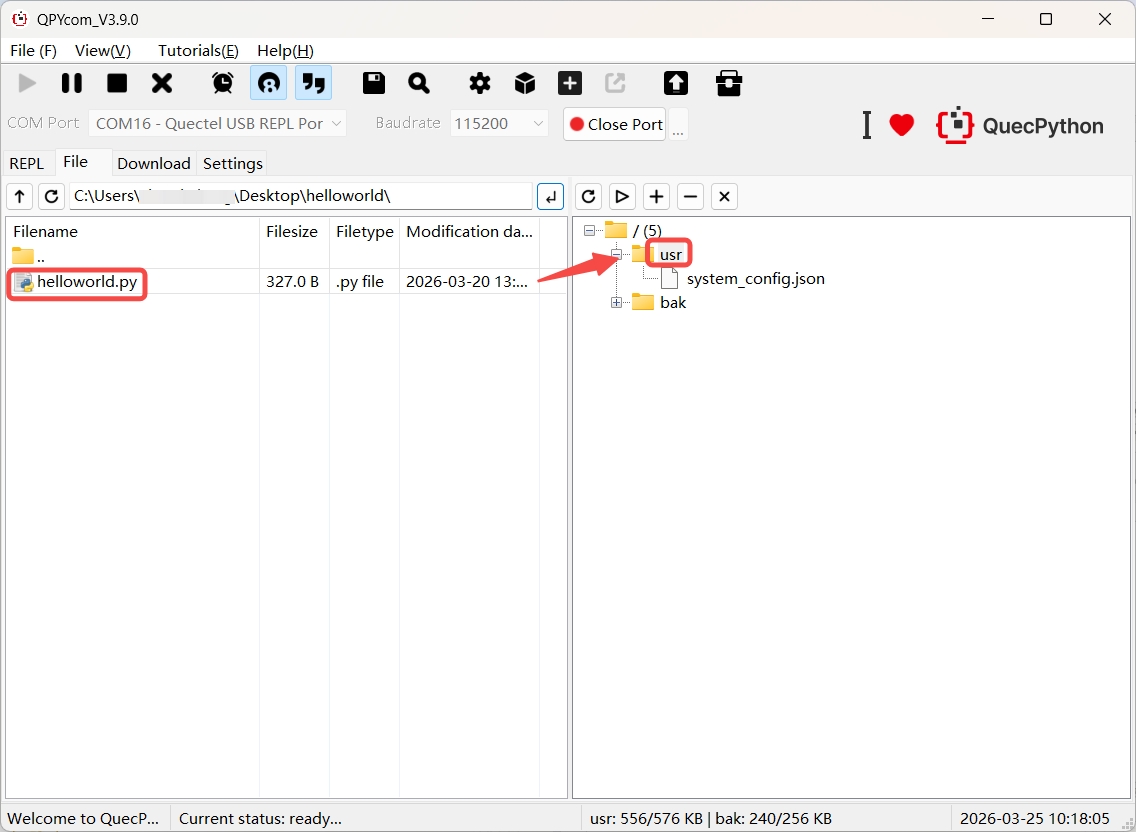 QPYcom_V3.9.0
File (F) View(V) Tutorials(E) Help(H)
COM Port COM16 - Quectel USB REPL Por Baudrate 115200 Close Port ... I QuecPython
REPL File Download Settings
C:\Users\ \Desktop\helloworld\
Filename Filesize Filetype Modification da...
..
helloworld.py 327.0 B .py file 2026-03-20 13:...
/ (5)
usr
system_config.json
bak
Welcome to QuecP... Current status: ready... usr: 556/576 KB | bak: 240/256 KB 2026-03-25 10:18:05